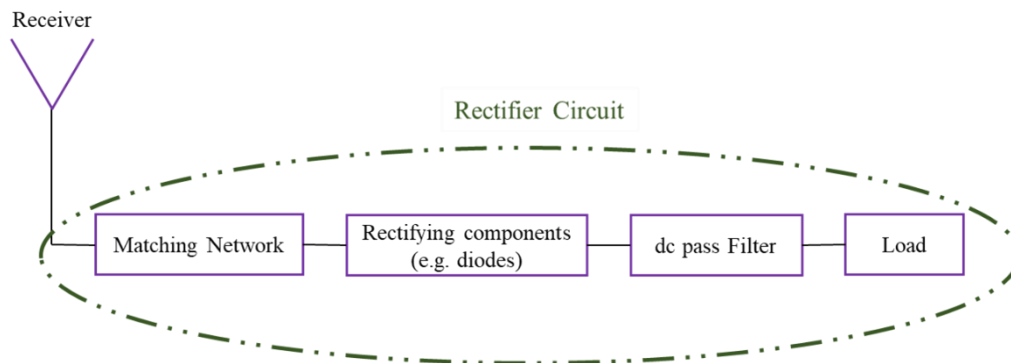 Receiver
Rectifier Circuit
Matching Network
Rectifying components
(e.g. diodes)
dc pass Filter
Load